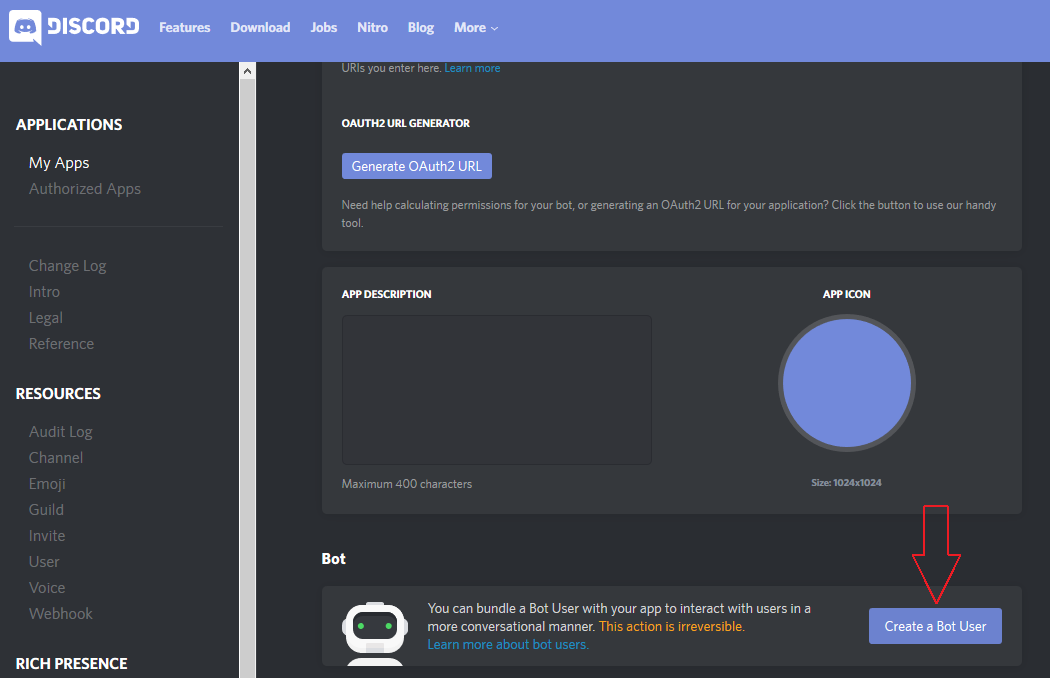 DISCORD Features Download Jobs Nitro Blog More
URIs you enter here. Learn more
OAUTH2 URL GENERATOR
Generate OAuth2 URL
Need help calculating permissions for your bot, or generating an OAuth2 URL for your application? Click the button to use our handy
tool.
APPLICATIONS
My Apps
Authorized Apps
Change Log
Intro
Legal
Reference
RESOURCES
Audit Log
Channel
Emoji
Guild
Invite
User
Voice
Webhook
RICH PRESENCE
APP DESCRIPTION
Maximum 400 characters
APP ICON
Size: 1024x1024
Bot
You can bundle a Bot User with your app to interact with users in a
more conversational manner. This action is irreversible.
Learn more about bot users.
Create a Bot User